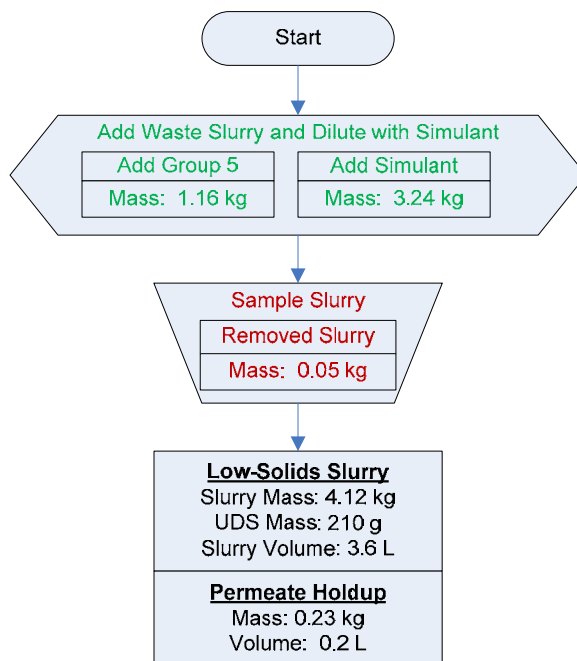 Start
Add Waste Slurry and Dilute with Simulant
Add Group 5
Mass: 1.16 kg
Add Simulant
Mass: 3.24 kg
Sample Slurry
Removed Slurry
Mass: 0.05 kg
Low-Solids Slurry
Slurry Mass: 4.12 kg
UDS Mass: 210 g
Slurry Volume: 3.6 L
Permeate Holdup
Mass: 0.23 kg
Volume: 0.2 L